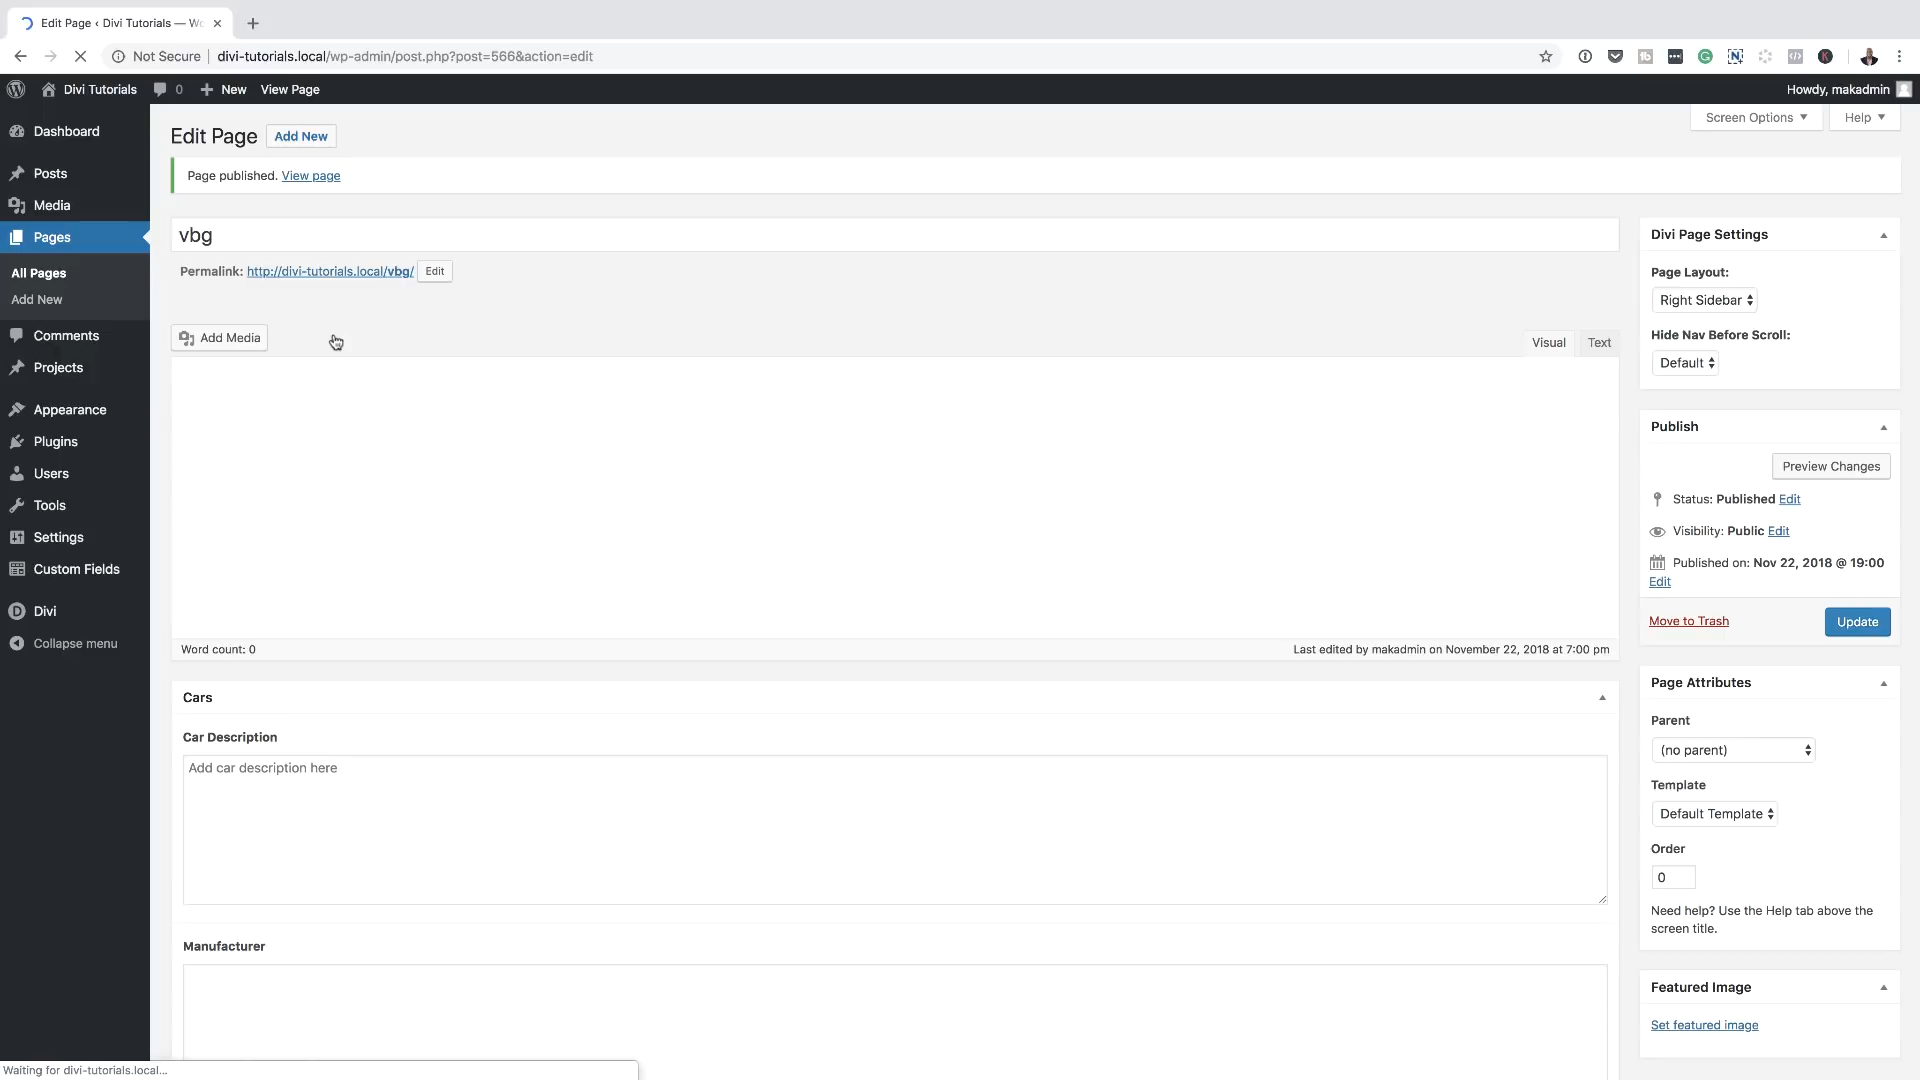 Edit Page ‹ Divi Tutorials — Wo
Not Secure
divi-tutorials.local/wp-admin/post.php?post=566&action=edit
Divi Tutorials
0
New
View Page
Howdy, makadmin
Dashboard
Posts
Media
Pages
All Pages
Add New
Comments
Projects
Appearance
Plugins
Users
Tools
Settings
Custom Fields
Divi
Collapse menu
Screen Options
Help
Edit Page
Add New
Page published. View page
vbg
Permalink: http://divi-tutorials.local/vbg/
Edit
Add Media
Visual
Text
Word count: 0
Last edited by makadmin on November 22, 2018 at 7:00 pm
Cars
Car Description
Add car description here
Manufacturer
Divi Page Settings
Page Layout:
Right Sidebar
Hide Nav Before Scroll:
Default
Publish
Preview Changes
Status: Published Edit
Visibility: Public Edit
Published on: Nov 22, 2018 @ 19:00
Edit
Move to Trash
Update
Page Attributes
Parent
(no parent)
Template
Default Template
Order
0
Need help? Use the Help tab above the
screen title.
Featured Image
Set featured image
Waiting for divi-tutorials.local...